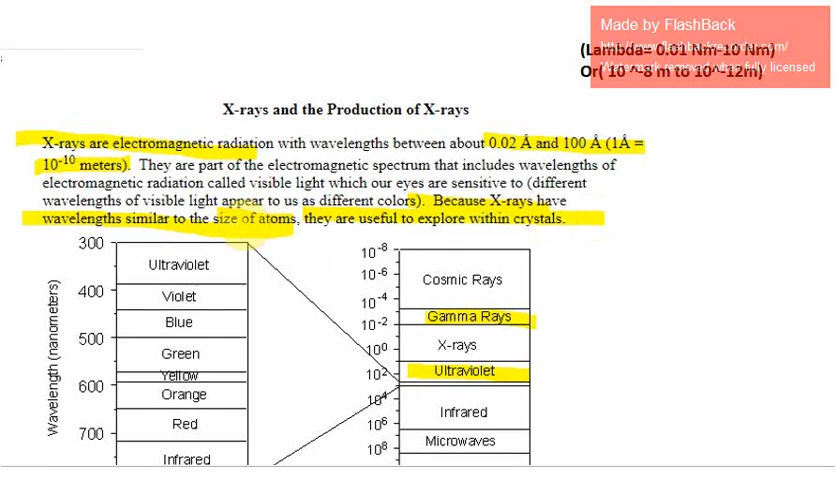 Made by FlashBack
(Lambda= 0.01 Nm-10 Nm)
Or( 10 ^-8 m to 10^-12m)
Watermark removed when fully licensed
X-rays and the Production of X-rays
X-rays are electromagnetic radiation with wavelengths between about 0.02 Å and 100 Å (1Å =
10-10 meters). They are part of the electromagnetic spectrum that includes wavelengths of
electromagnetic radiation called visible light which our eyes are sensitive to (different
wavelengths of visible light appear to us as different colors). Because X-rays have
wavelengths similar to the size of atoms, they are useful to explore within crystals.
Wavelength (nanometers)
300
400
500
600
700
Ultraviolet
Violet
Blue
Green
Yellow
Orange
Red
Infrared
10-8
10-6
10-4
10-2
100
102
104
106
108
Cosmic Rays
Gamma Rays
X-rays
Ultraviolet
Infrared
Microwaves